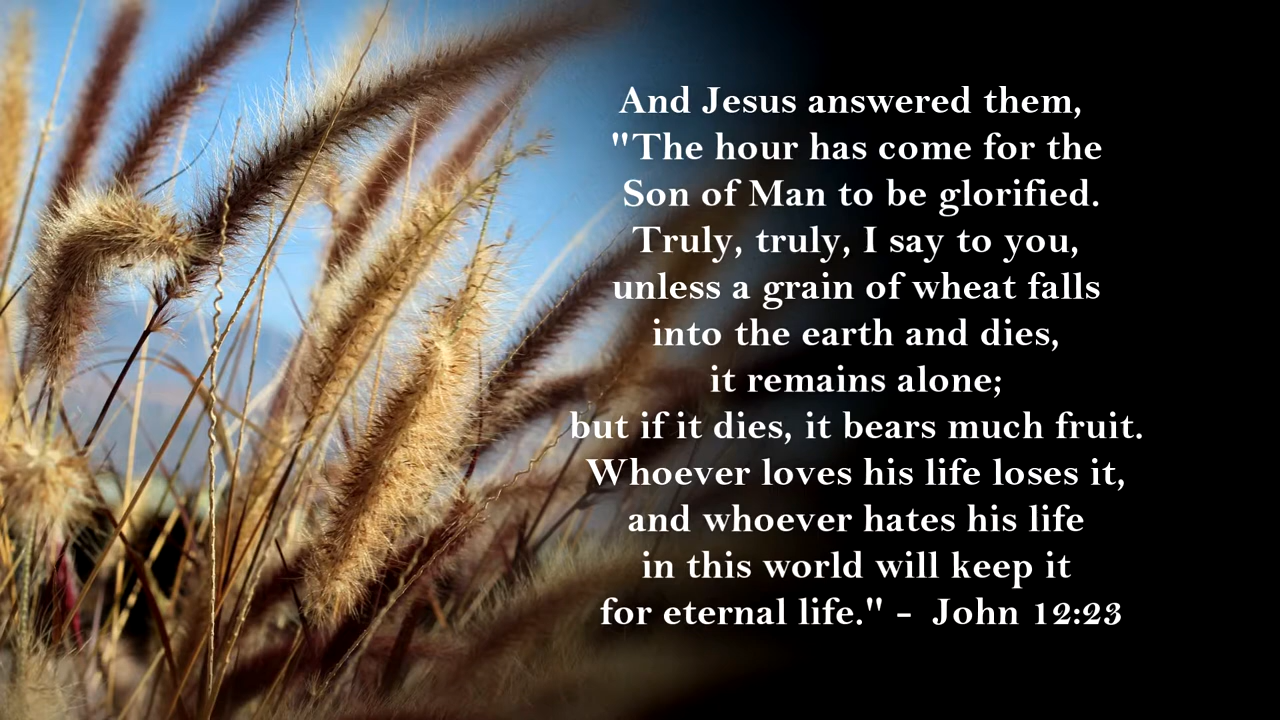 And Jesus answered them,
"The hour has come for the
Son of Man to be glorified.
Truly, truly, I say to you,
unless a grain of wheat falls
into the earth and dies,
it remains alone;
but if it dies, it bears much fruit.
Whoever loves his life loses it,
and whoever hates his life
in this world will keep it
for eternal life." -  John 12:23